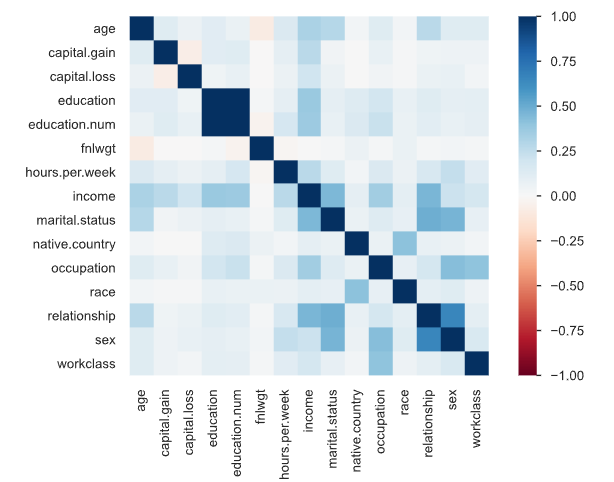 age
capital.gain
capital.loss
education
education.num
fnlwgt
hours.per.week
income
marital.status
native.country
occupation
race
relationship
sex
workclass
age
capital.gain
capital.loss
education
education.num
fnlwgt
hours.per.week
income
marital.status
native.country
occupation
race
relationship
sex
workclass
1.00
0.75
0.50
0.25
0.00
−0.25
−0.50
−0.75
−1.00